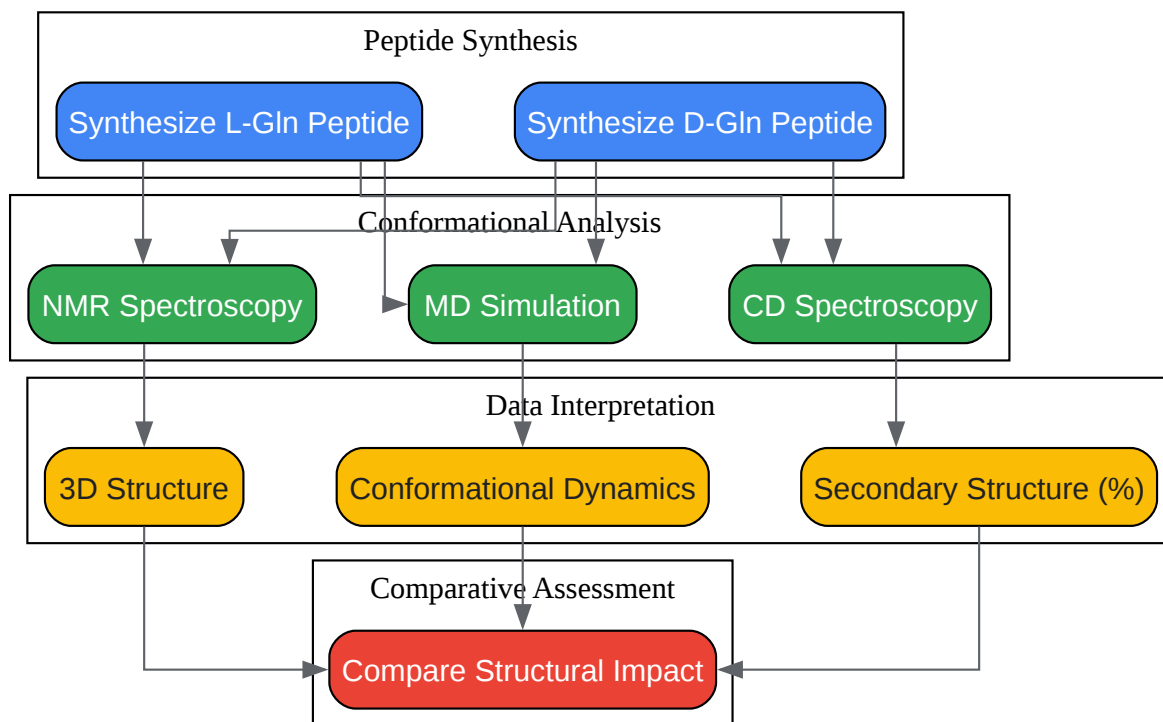 Peptide Synthesis
Synthesize L-Gln Peptide
Synthesize D-Gln Peptide
Conformational Analysis
NMR Spectroscopy
MD Simulation
CD Spectroscopy
Data Interpretation
3D Structure
Conformational Dynamics
Secondary Structure (%)
Comparative Assessment
Compare Structural Impact